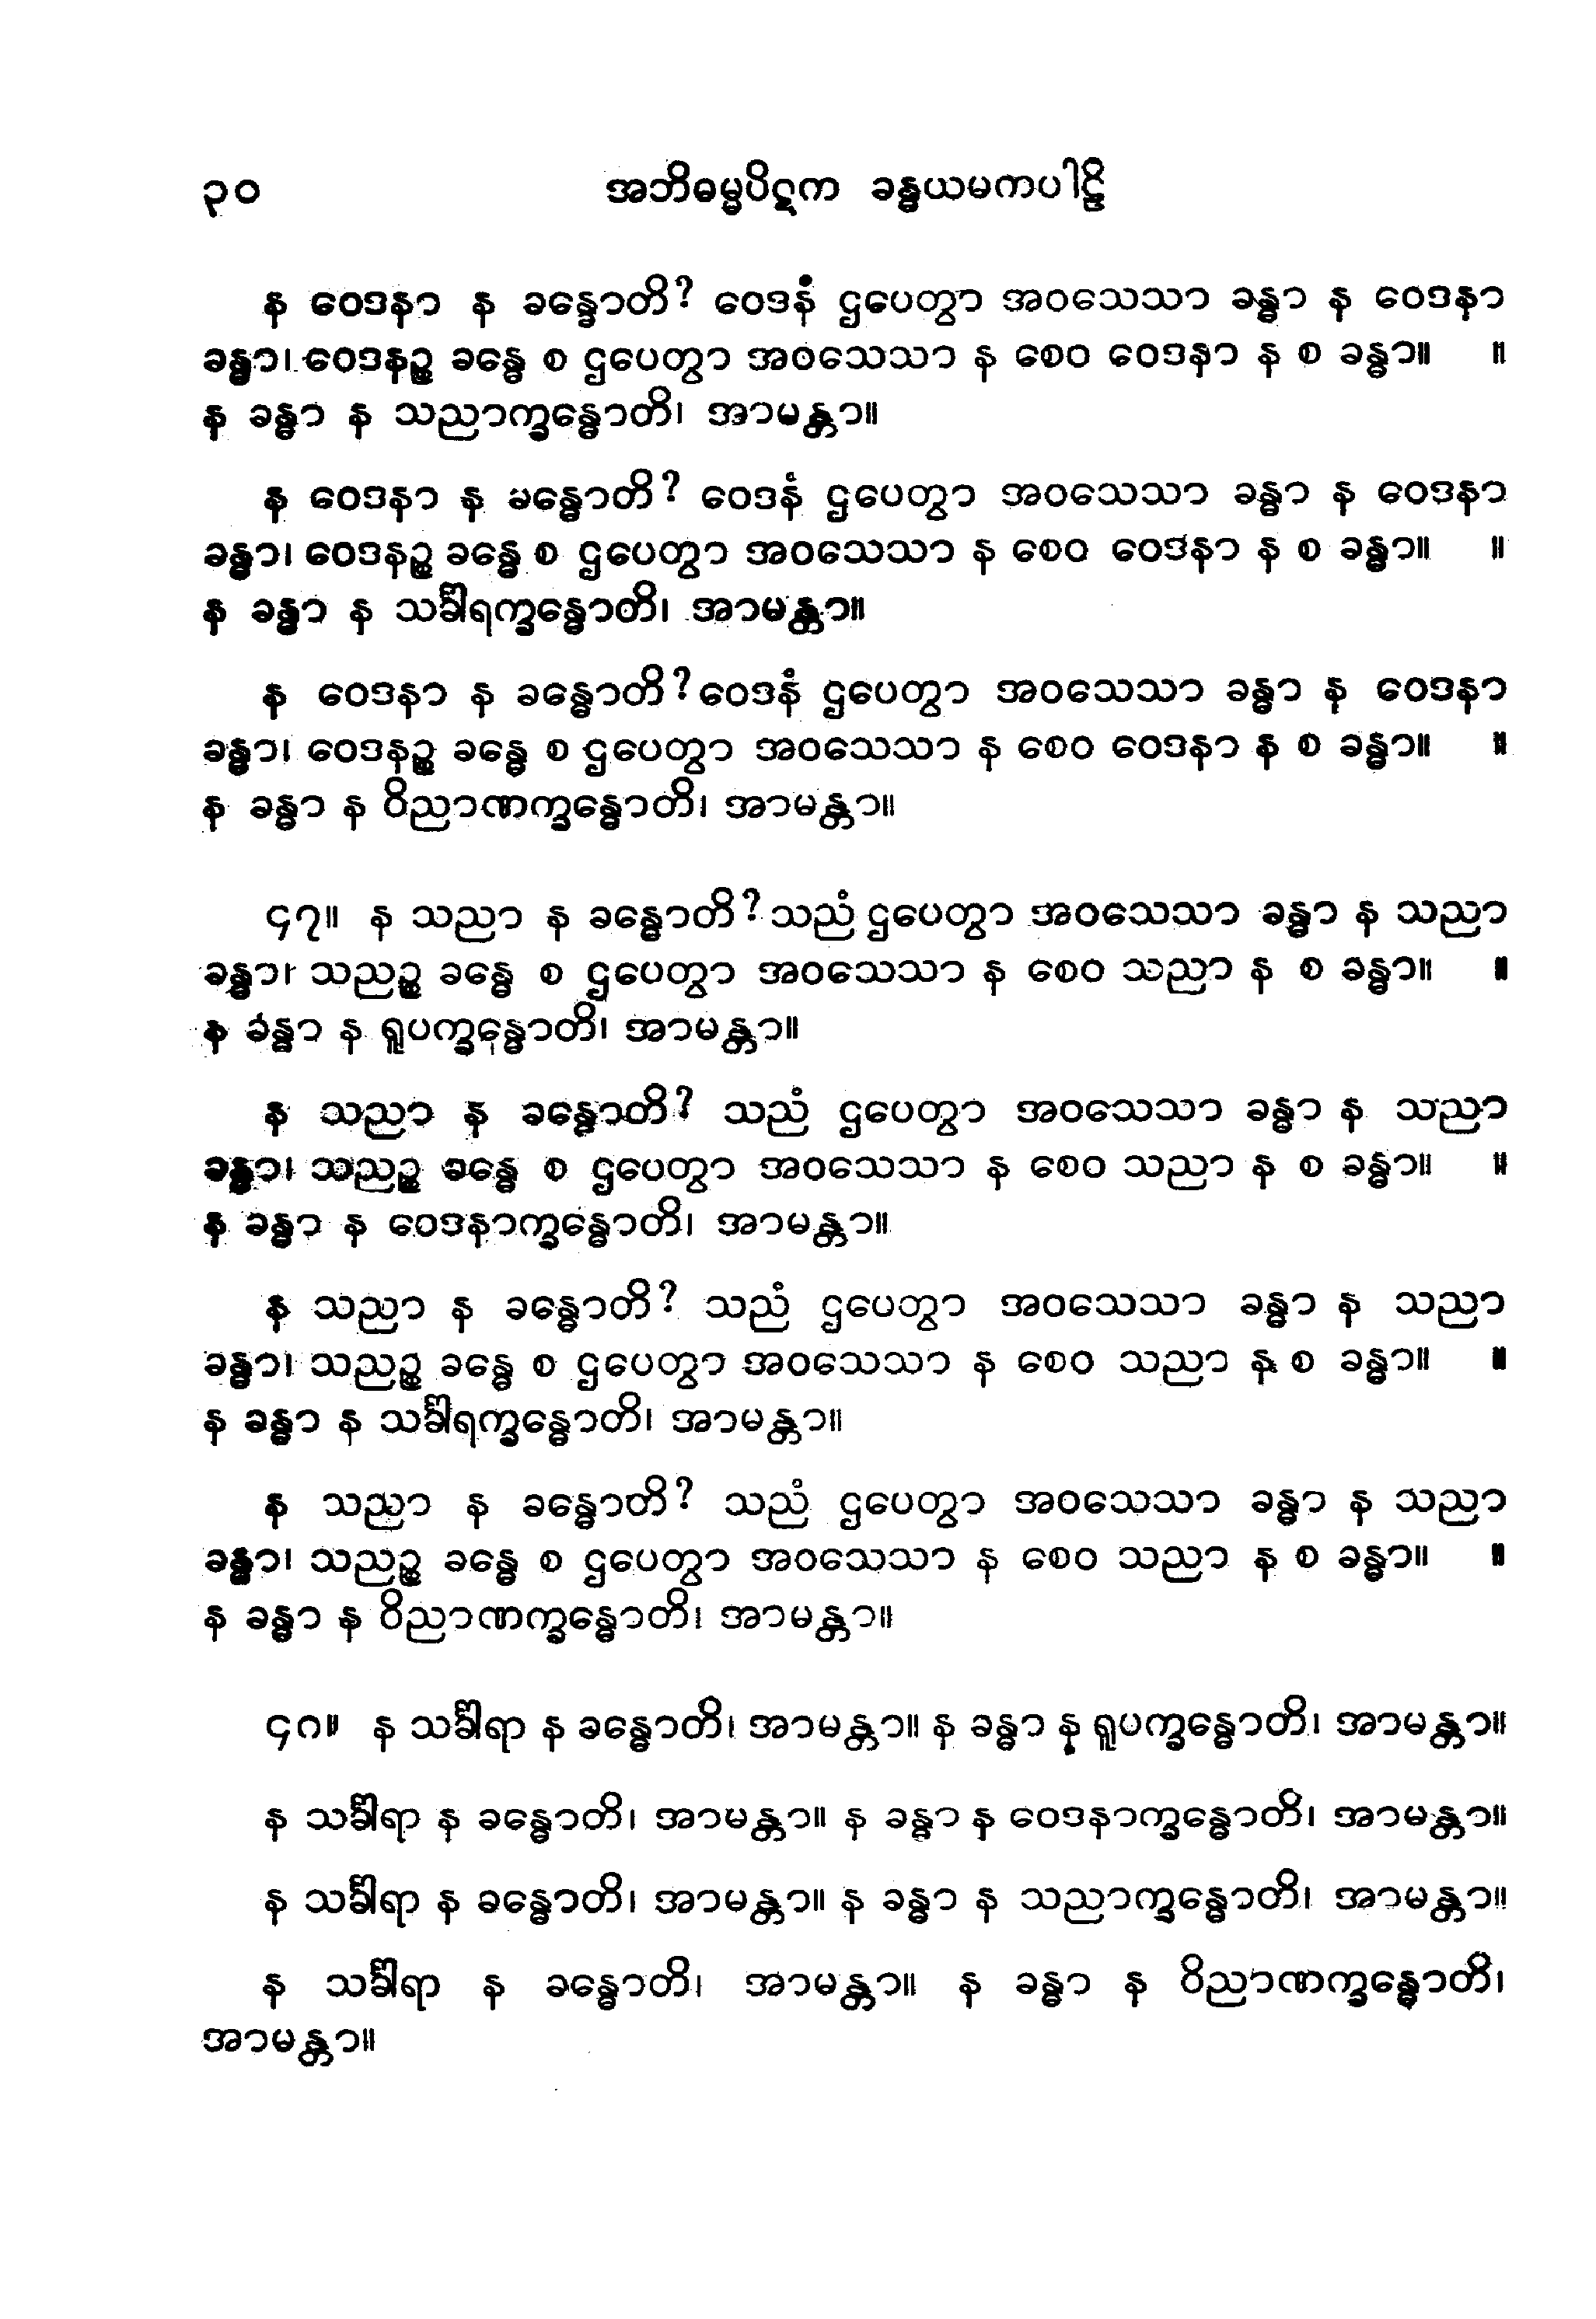 ၃၀ အဘိဓမ္မပိဋက ခန္ဓယမကပါဠိ
န ဝေဒနာ န ခန္ဓောတိ? ဝေဒနံ ဌပေတွာ အဝသေသာ ခန္ဓာ န ဝေဒနာ
ခန္ဓာ၊ ဝေဒနဉ္စ ခန္ဓေ စ ဌပေတွာ အဝသေသာ န စေဝ ဝေဒနာ န စ ခန္ဓာ။ ။
န ခန္ဓာ န သညာက္ခန္ဓောတိ၊ အာမန္တာ။
န ဝေဒနာ န ခန္ဓောတိ? ဝေဒနံ ဌပေတွာ အဝသေသာ ခန္ဓာ န ဝေဒနာ
ခန္ဓာ၊ ဝေဒနဉ္စ ခန္ဓေ စ ဌပေတွာ အဝသေသာ န စေဝ ဝေဒနာ န စ ခန္ဓာ။ ။
န ခန္ဓာ န သင်္ခါရက္ခန္ဓောတိ၊ အာမန္တာ။
န ဝေဒနာ န ခန္ဓောတိ? ဝေဒနံ ဌပေတွာ အဝသေသာ ခန္ဓာ န ဝေဒနာ
ခန္ဓာ၊ ဝေဒနဉ္စ ခန္ဓေ စ ဌပေတွာ အဝသေသာ န စေဝ ဝေဒနာ န စ ခန္ဓာ။ ။
န ခန္ဓာ န ဝိညာဏက္ခန္ဓောတိ၊ အာမန္တာ။
၄၇။ န သညာ န ခန္ဓောတိ? သညံ ဌပေတွာ အဝသေသာ ခန္ဓာ န သညာ
ခန္ဓာ၊ သညဉ္စ ခန္ဓေ စ ဌပေတွာ အဝသေသာ န စေဝ သညာ န စ ခန္ဓာ။ ။
န ခန္ဓာ န ရူပက္ခန္ဓောတိ၊ အာမန္တာ။
န သညာ န ခန္ဓောတိ? သညံ ဌပေတွာ အဝသေသာ ခန္ဓာ န သညာ
ခန္ဓာ၊ သညဉ္စ ခန္ဓေ စ ဌပေတွာ အဝသေသာ န စေဝ သညာ န စ ခန္ဓာ။ ။
န ခန္ဓာ န ဝေဒနာက္ခန္ဓောတိ၊ အာမန္တာ။
န သညာ န ခန္ဓောတိ? သညံ ဌပေတွာ အဝသေသာ ခန္ဓာ န သညာ
ခန္ဓာ၊ သညဉ္စ ခန္ဓေ စ ဌပေတွာ အဝသေသာ န စေဝ သညာ န စ ခန္ဓာ။ ။
န ခန္ဓာ န သင်္ခါရက္ခန္ဓောတိ၊ အာမန္တာ။
န သညာ န ခန္ဓောတိ? သညံ ဌပေတွာ အဝသေသာ ခန္ဓာ န သညာ
ခန္ဓာ၊ သညဉ္စ ခန္ဓေ စ ဌပေတွာ အဝသေသာ န စေဝ သညာ န စ ခန္ဓာ။ ။
န ခန္ဓာ န ဝိညာဏက္ခန္ဓောတိ၊ အာမန္တာ။
၄၈။ န သင်္ခါရာ န ခန္ဓောတိ၊ အာမန္တာ။ န ခန္ဓာ န ရူပက္ခန္ဓောတိ၊ အာမန္တာ။
န သင်္ခါရာ န ခန္ဓောတိ၊ အာမန္တာ။ န ခန္ဓာ န ဝေဒနာက္ခန္ဓောတိ၊ အာမန္တာ။
န သင်္ခါရာ န ခန္ဓောတိ၊ အာမန္တာ။ န ခန္ဓာ န သညာက္ခန္ဓောတိ၊ အာမန္တာ။
န သင်္ခါရာ န ခန္ဓောတိ၊ အာမန္တာ။ န ခန္ဓာ န ဝိညာဏက္ခန္ဓောတိ၊
အာမန္တာ။